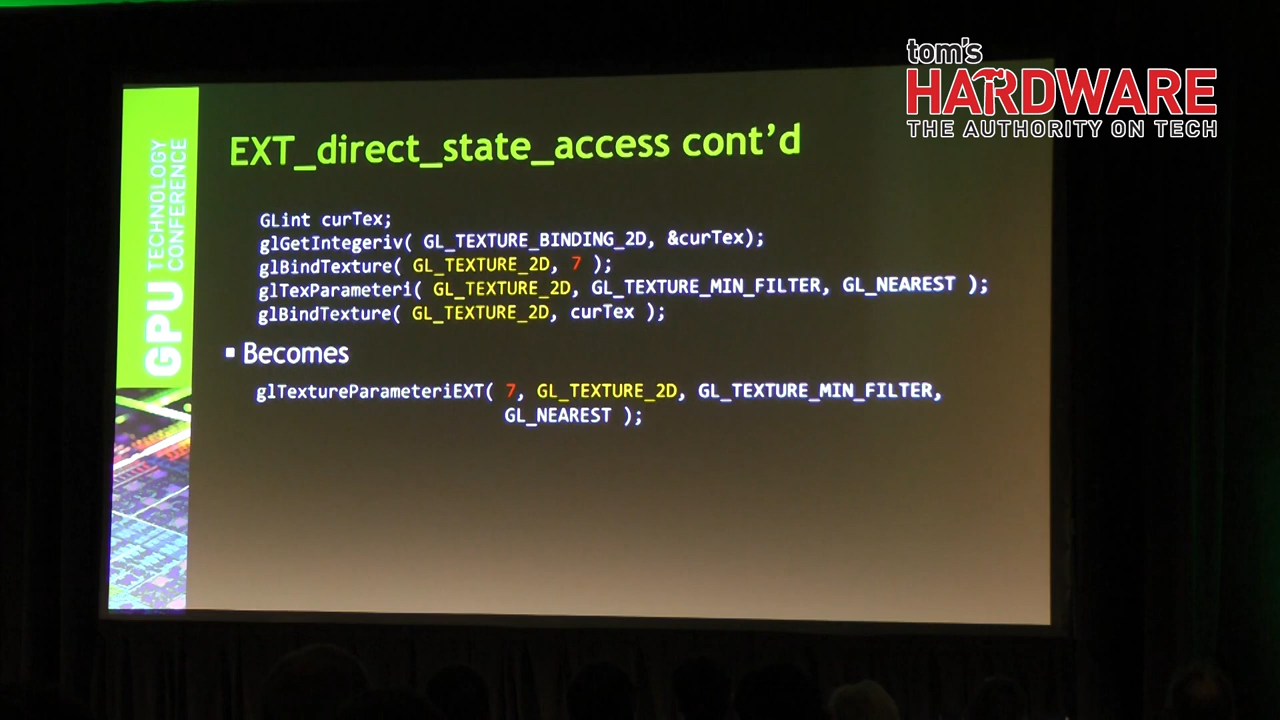 tom's
HARDWARE
THE AUTHORITY ON TECH
GPU TECHNOLOGY
CONFERENCE
EXT_direct_state_access cont'd
GLint curTex;
glGetIntegeriv( GL_TEXTURE_BINDING_2D, &curTex);
glBindTexture( GL_TEXTURE_2D, 7 );
glTexParameteri( GL_TEXTURE_2D, GL_TEXTURE_MIN_FILTER, GL_NEAREST );
glBindTexture( GL_TEXTURE_2D, curTex );
▪ Becomes
glTextureParameteriEXT( 7, GL_TEXTURE_2D, GL_TEXTURE_MIN_FILTER,
GL_NEAREST );